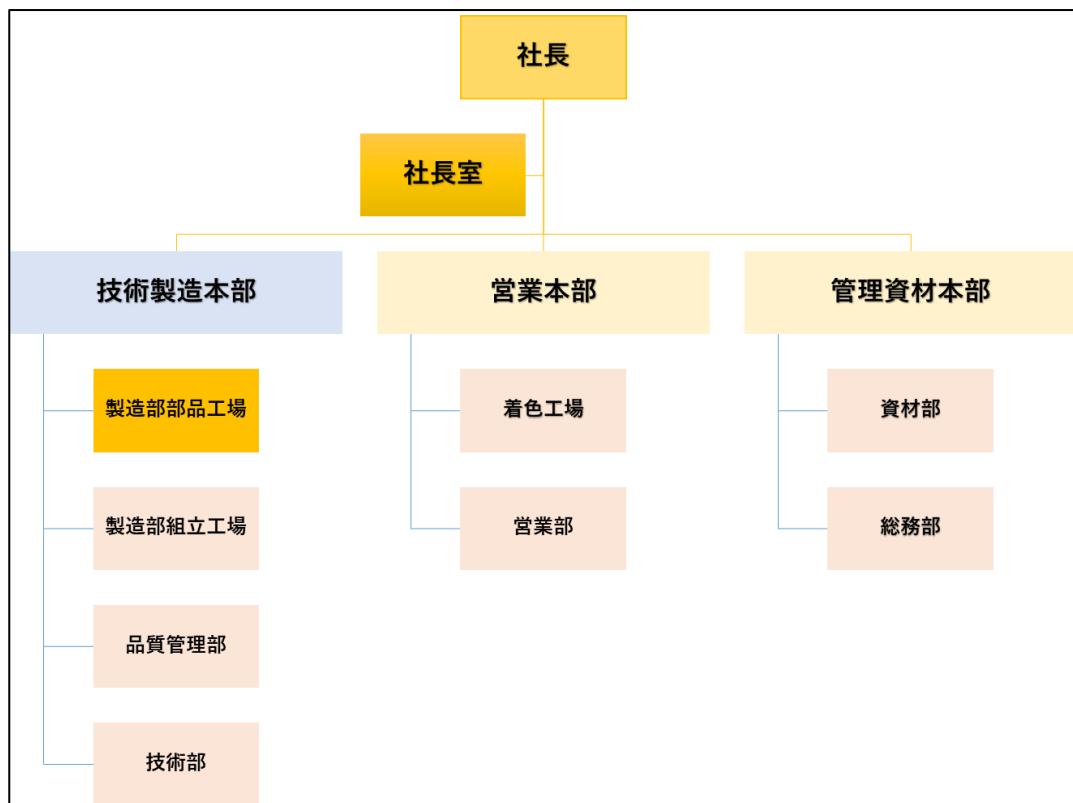 社長
社長室
技術製造本部
営業本部
管理資材本部
製造部部品工場
着色工場
資材部
製造部組立工場
営業部
総務部
品質管理部
技術部